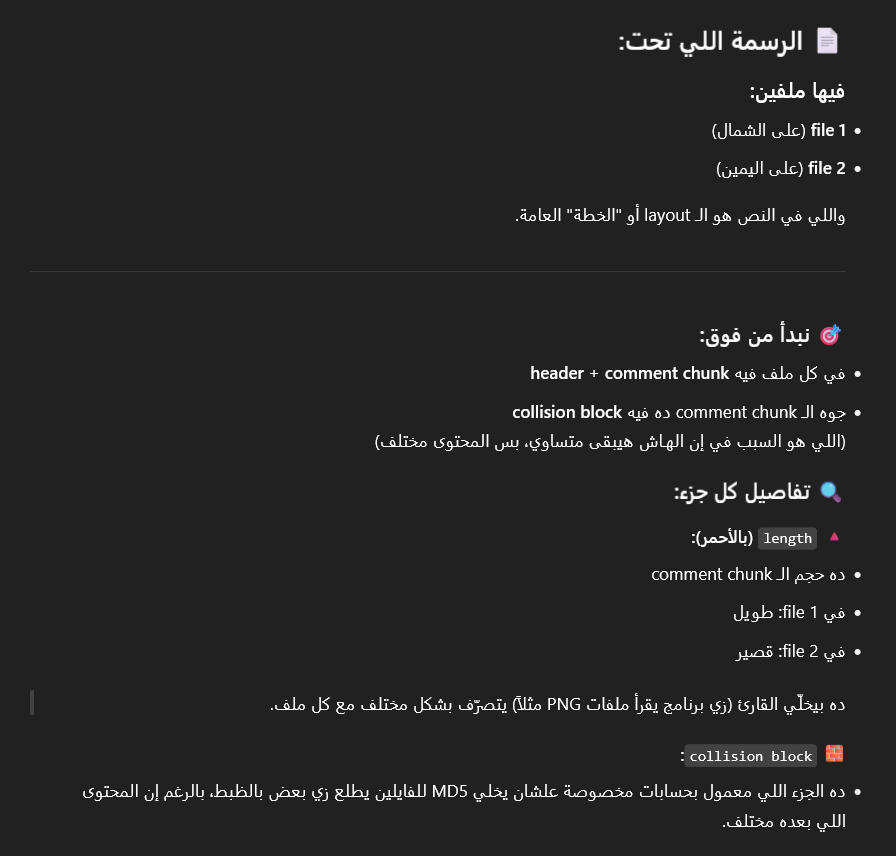 📄 الرسمة اللي تحت:
فيها ملفين:
• file 1 (على الشمال)
• file 2 (على اليمين)
واللي في النص هو الـ layout أو "الخطة" العامة.
🎯 نبدأ من فوق:
• في كل ملف فيه header + comment chunk
• جوه الـ comment chunk ده فيه collision block
(اللي هو السبب في إن الهاش هيبقى متساوي، بس المحتوى مختلف)
🔍 تفاصيل كل جزء:
🔺 length (بالأحمر):
• ده حجم الـ comment chunk
• في file 1: طويل
• في file 2: قصير
ده بيخلّي القارئ (زي برنامج يقرأ ملفات PNG مثلاً) يتصرّف بشكل مختلف مع كل ملف.
🧱 collision block:
• ده الجزء اللي معمول بحسابات مخصوصة علشان يخلي MD5 للفايلين يطلع زي بعض بالظبط، بالرغم إن المحتوى
اللي بعده مختلف.